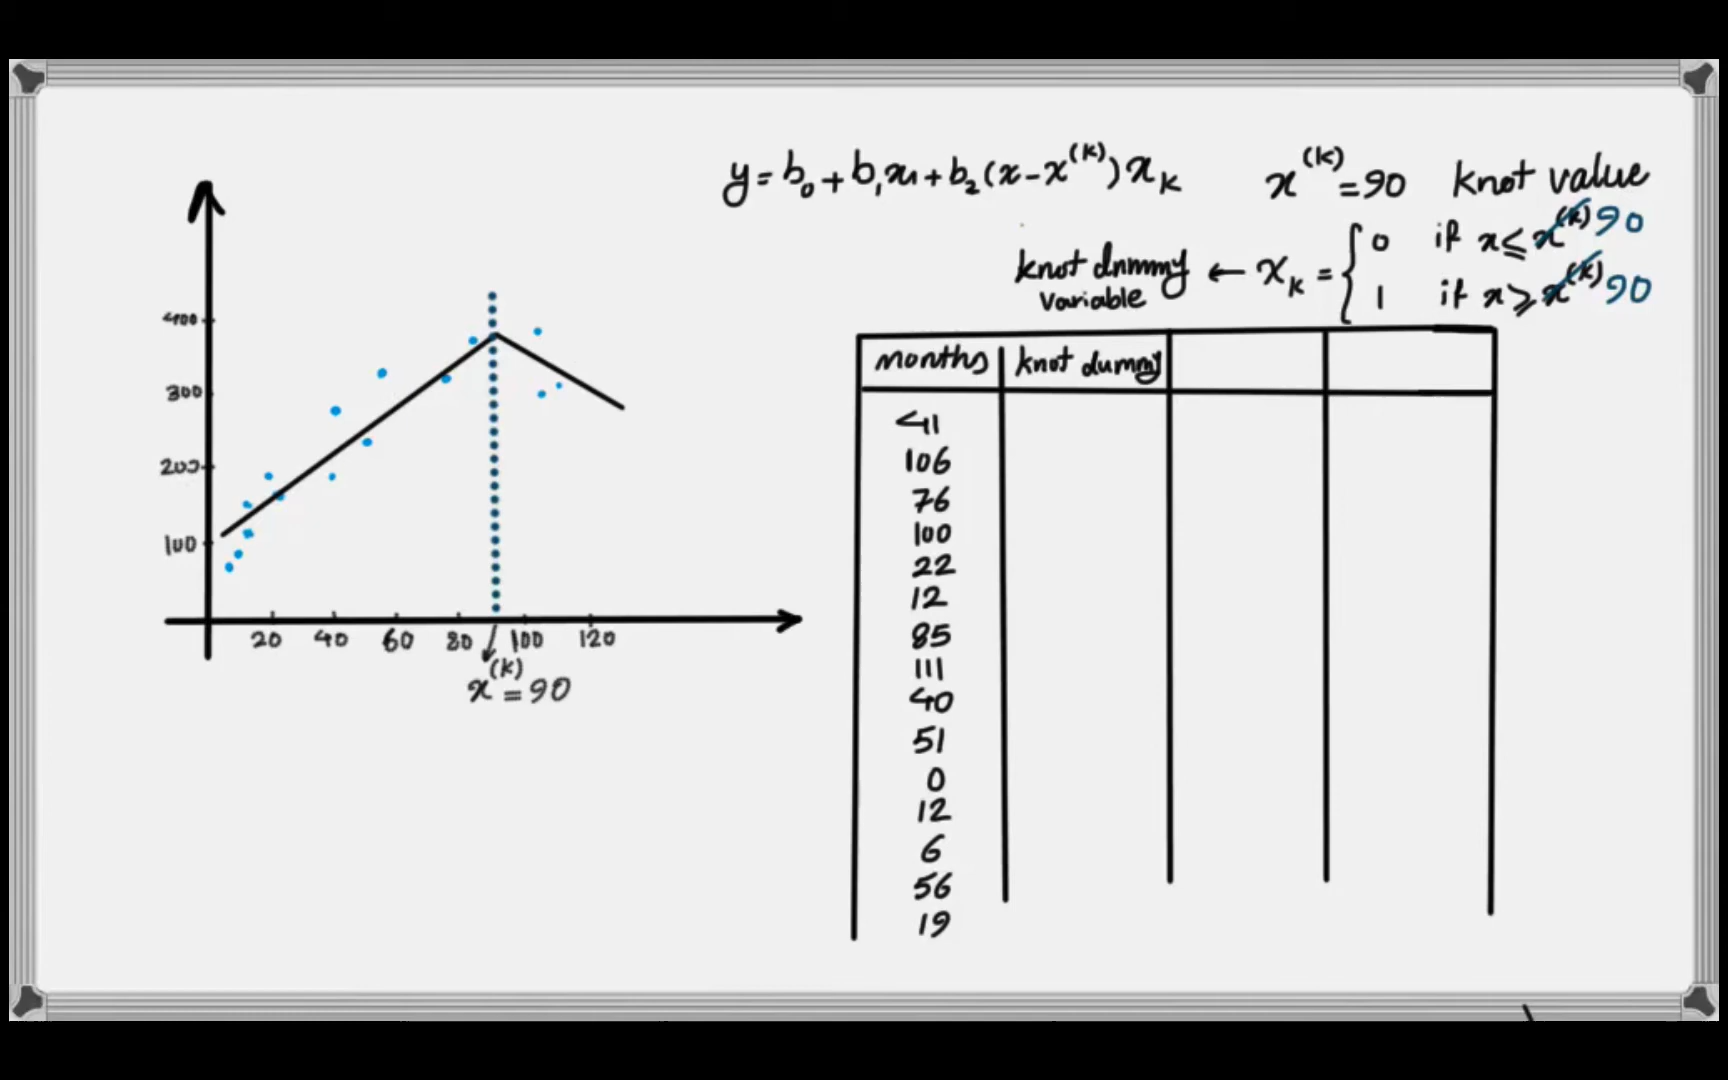 y = b₀ + b₁x₁ + b₂(x - x⁽ᵏ⁾)xₖ
x⁽ᵏ⁾ = 90 knot value
knot dummy variable ← xₖ = { 0 if x ≤ x⁽ᵏ⁾ 90
1 if x ≥ x⁽ᵏ⁾ 90
400
300
200
100
20 40 60 80 100 120
x⁽ᵏ⁾ = 90
months knot dummy
41
106
76
100
22
12
85
111
40
51
0
12
6
56
19